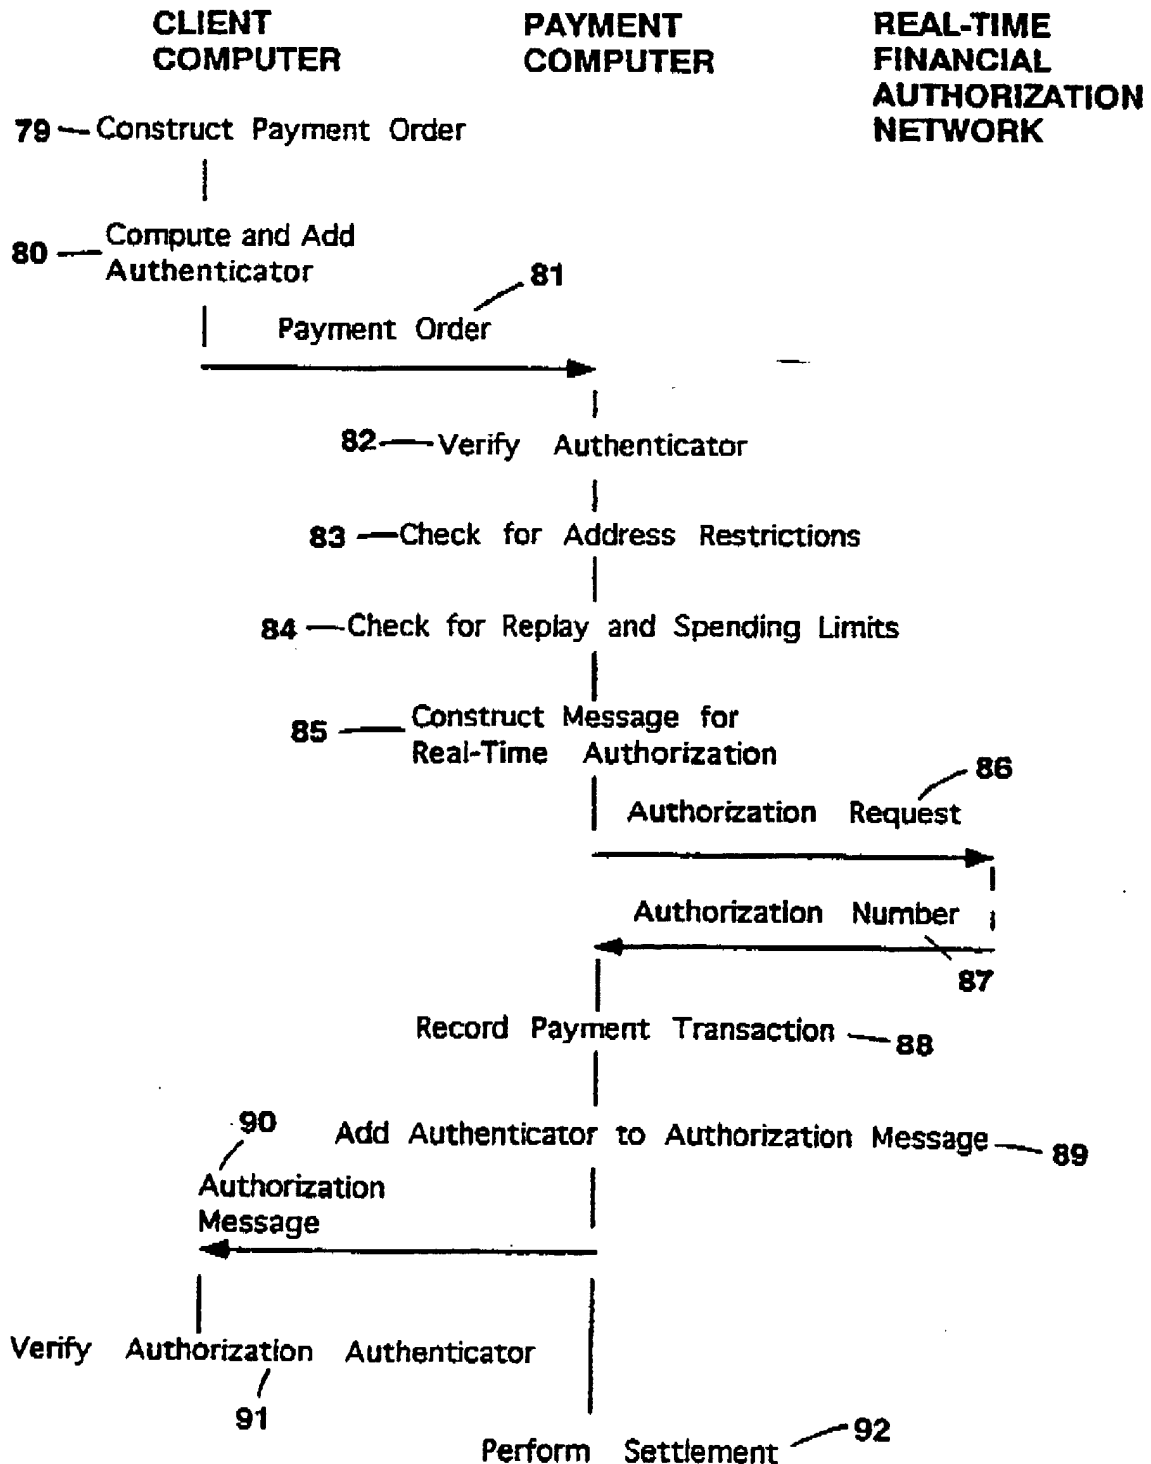 CLIENT
COMPUTER
PAYMENT
COMPUTER
REAL-TIME
FINANCIAL
AUTHORIZATION
NETWORK
79 Construct Payment Order
80 Compute and Add
Authenticator
81
Payment Order
82 Verify Authenticator
83 Check for Address Restrictions
84 Check for Replay and Spending Limits
85 Construct Message for
Real-Time Authorization
86
Authorization Request
Authorization Number
87
Record Payment Transaction 88
90
Add Authenticator to Authorization Message 89
Authorization
Message
Verify Authorization Authenticator
91
Perform Settlement 92